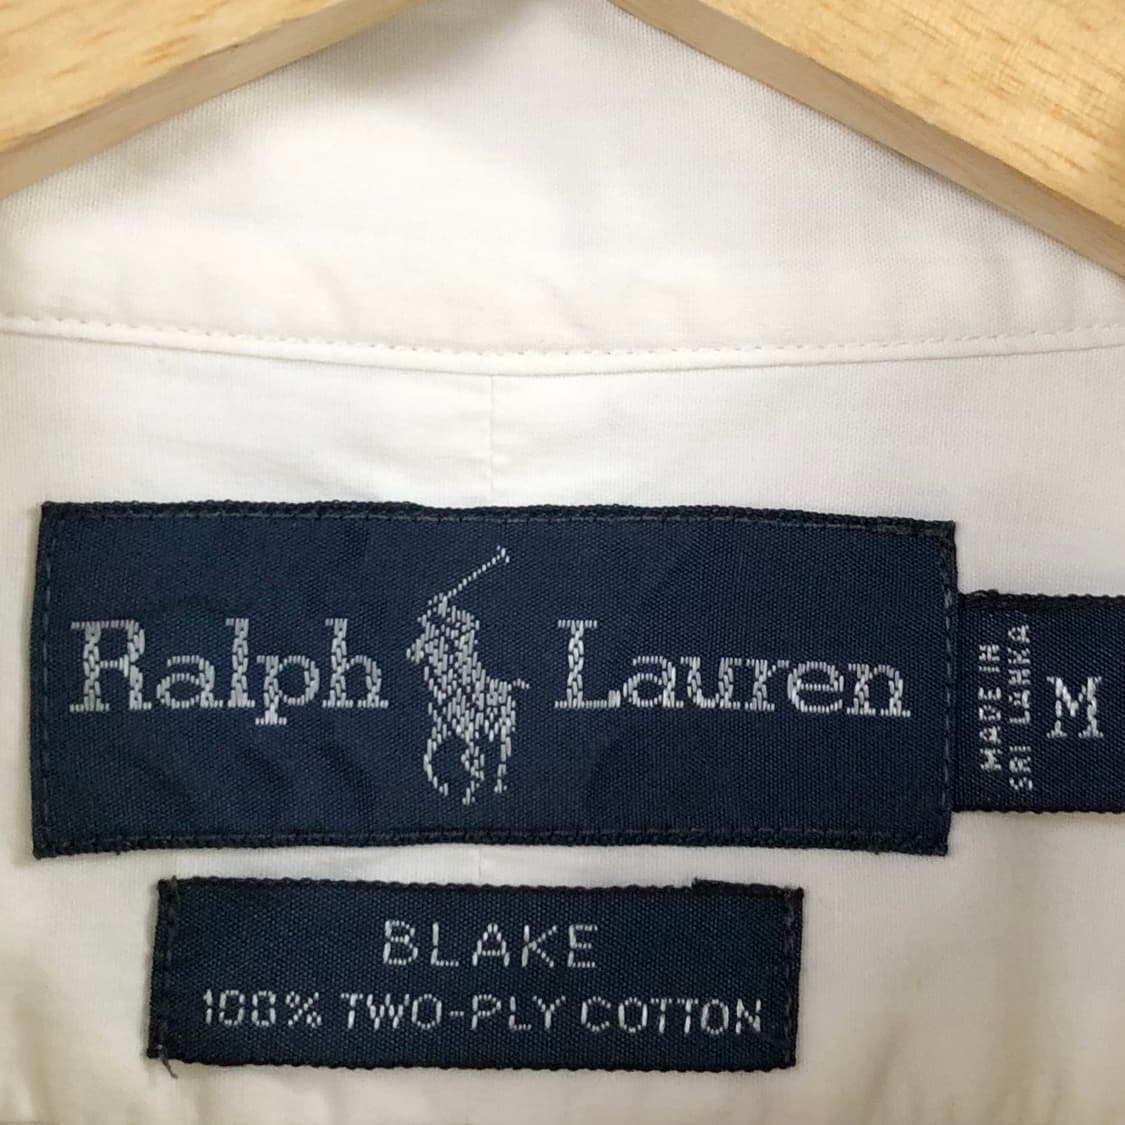 Ralph Lauren
MADE IN
SRI LANKA
M
BLAKE
100% TWO-PLY COTTON